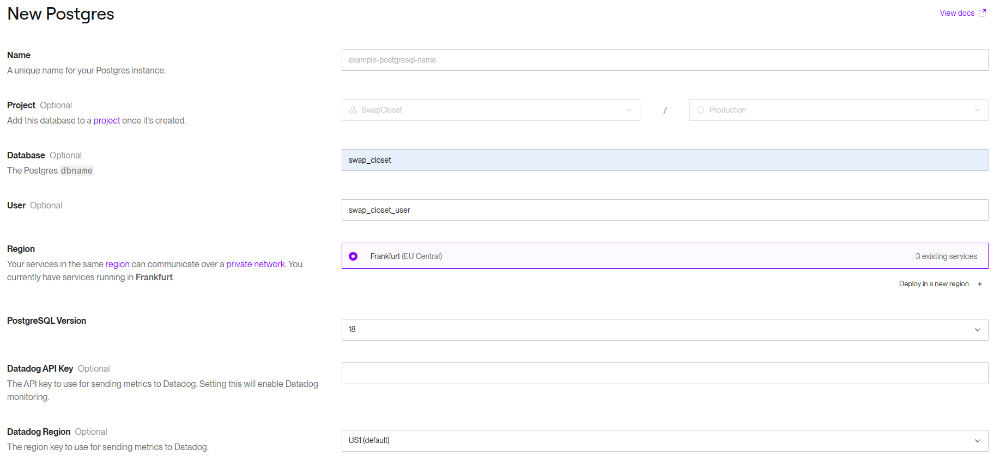 New Postgres
View docs
Name
A unique name for your Postgres instance.
example-postgresql-name
Project Optional
Add this database to a project once it's created.
SwapCloset / Production
Database Optional
The Postgres dbname
swap_closet
User Optional
swap_closet_user
Region
Your services in the same region can communicate over a private network. You
currently have services running in Frankfurt.
Frankfurt (EU Central)
3 existing services
Deploy in a new region +
PostgreSQL Version
18
Datadog API Key Optional
The API key to use for sending metrics to Datadog. Setting this will enable Datadog
monitoring.
Datadog Region Optional
The region key to use for sending metrics to Datadog.
US1 (default)